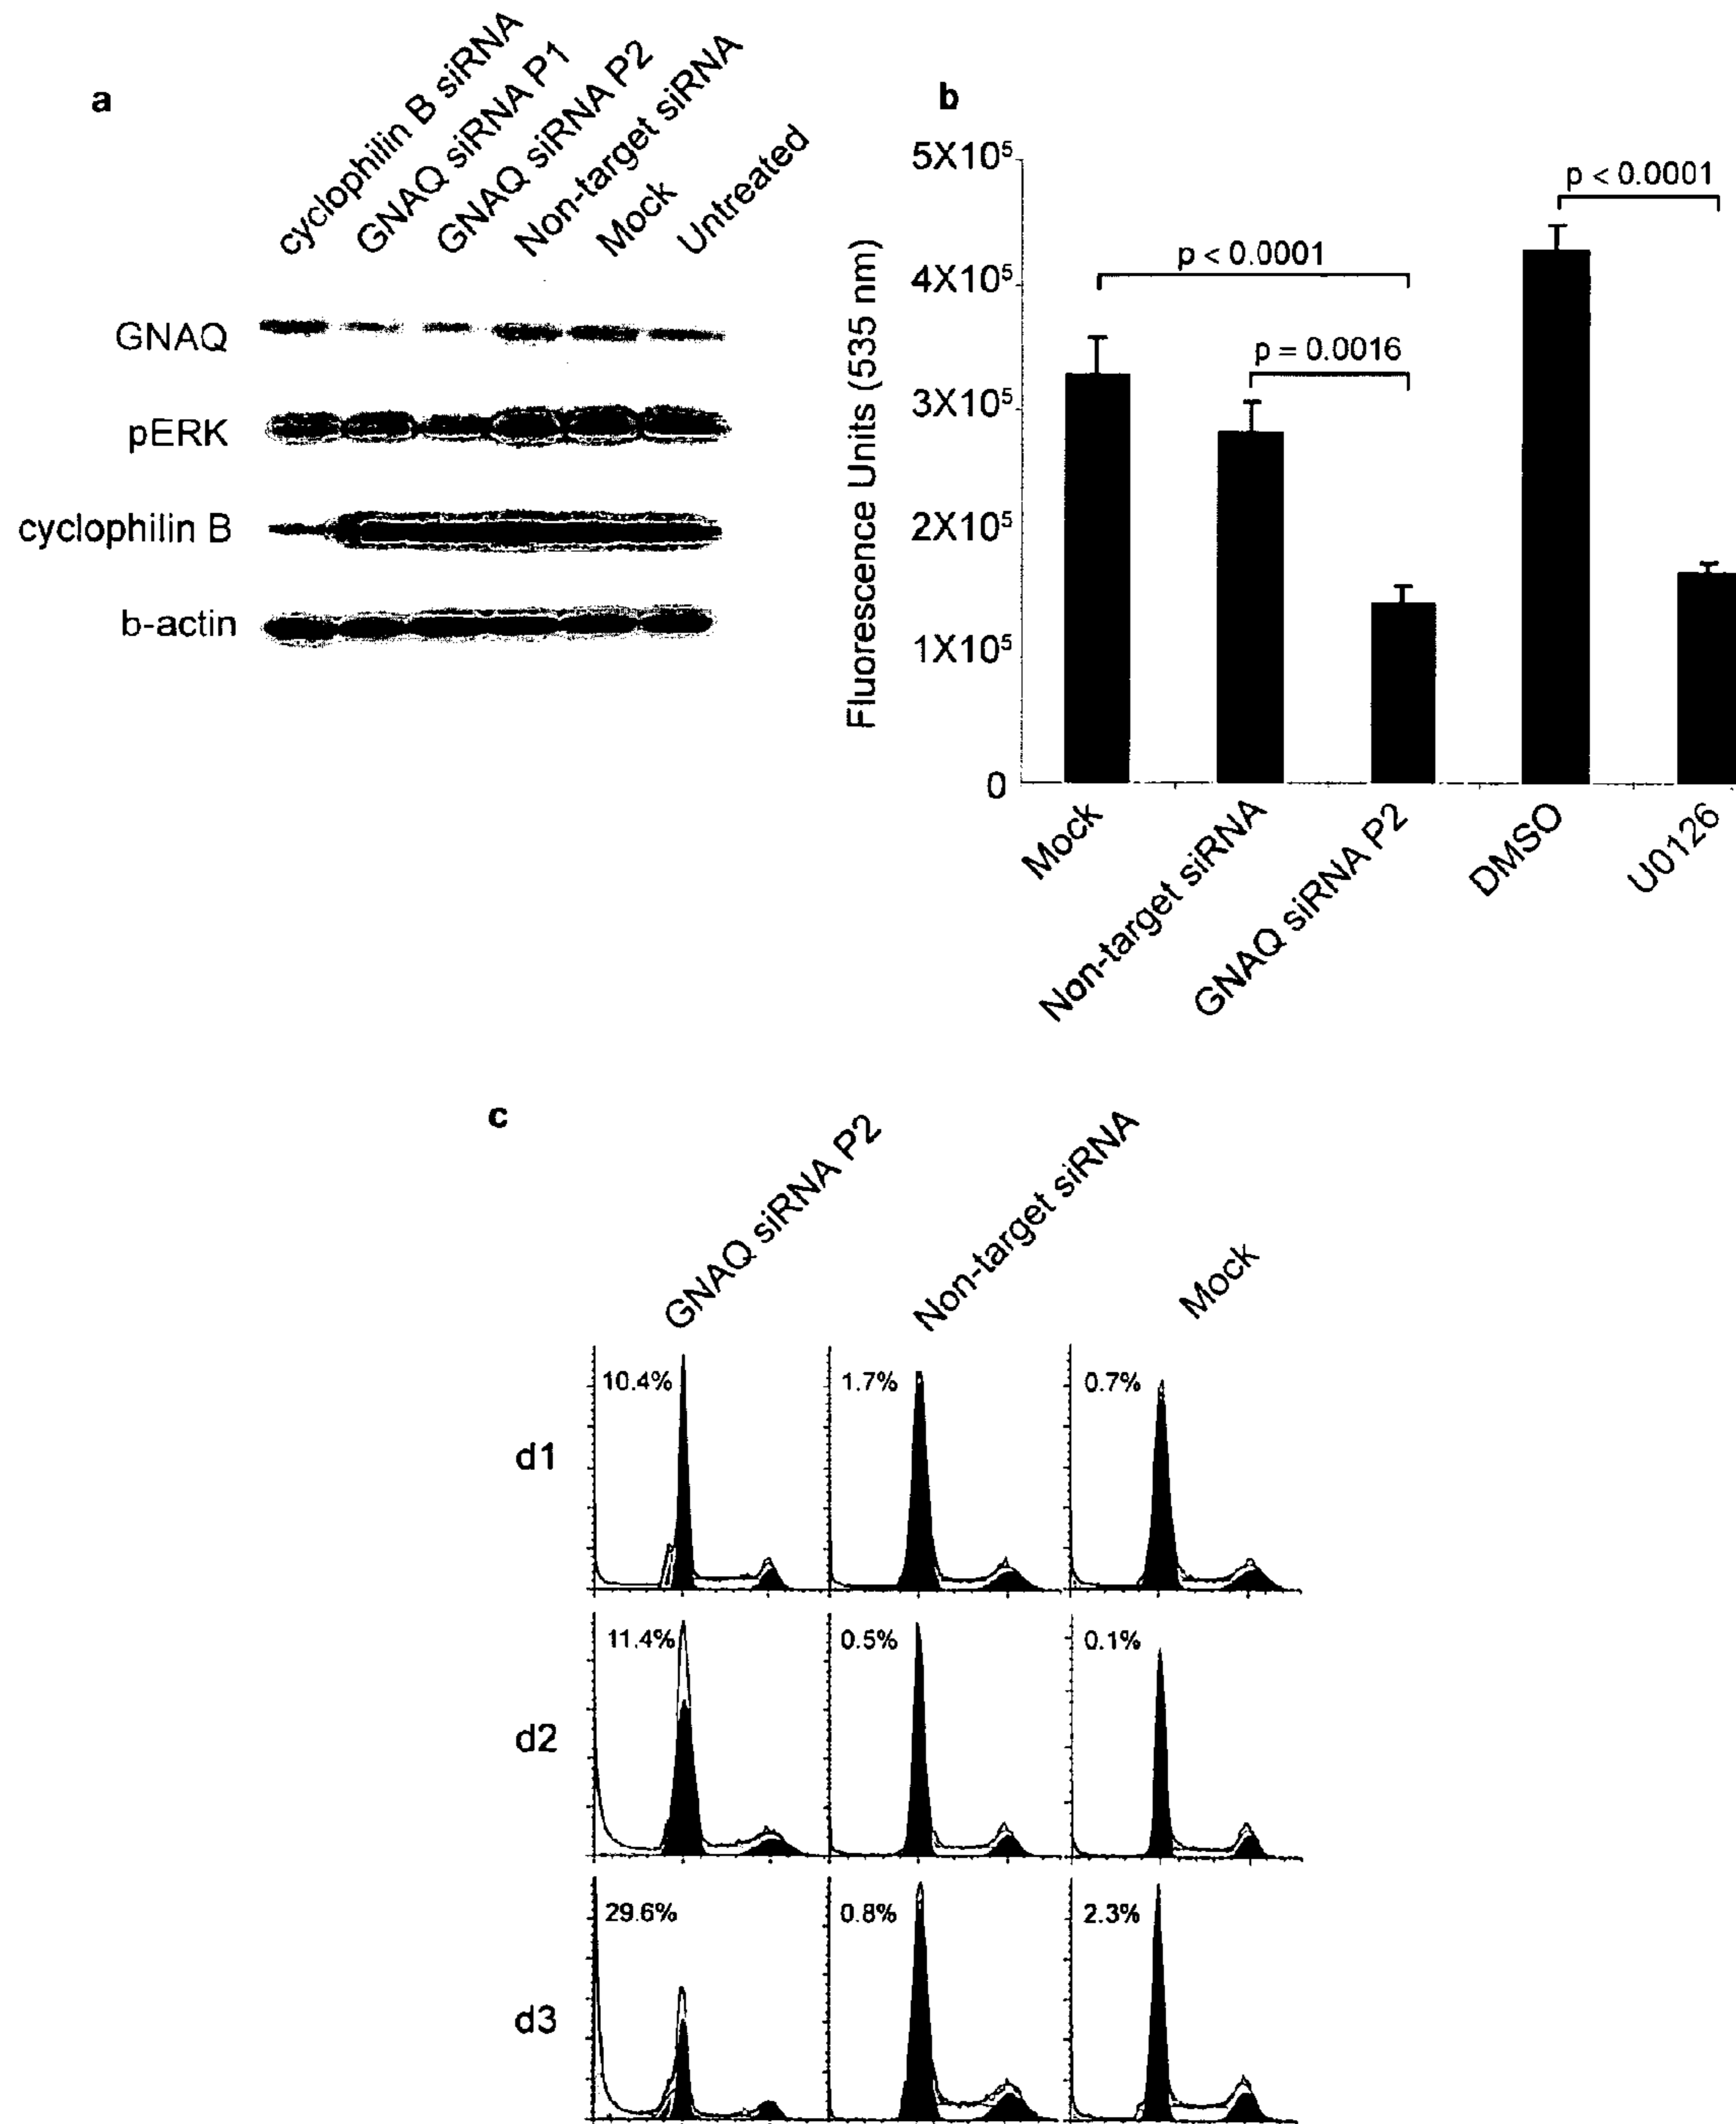 a
cyclophilin B siRNA
GNAQ siRNA P1
GNAQ siRNA P2
Non-target siRNA
Mock
Untreated
GNAQ
pERK
cyclophilin B
b-actin
b
Fluorescence Units (535 nm)
5X10⁵
4X10⁵
3X10⁵
2X10⁵
1X10⁵
0
p < 0.0001
p = 0.0016
p < 0.0001
Mock
Non-target siRNA
GNAQ siRNA P2
DMSO
U0126
c
GNAQ siRNA P2
Non-target siRNA
Mock
d1
10.4%
1.7%
0.7%
d2
11.4%
0.5%
0.1%
d3
29.6%
0.8%
2.3%